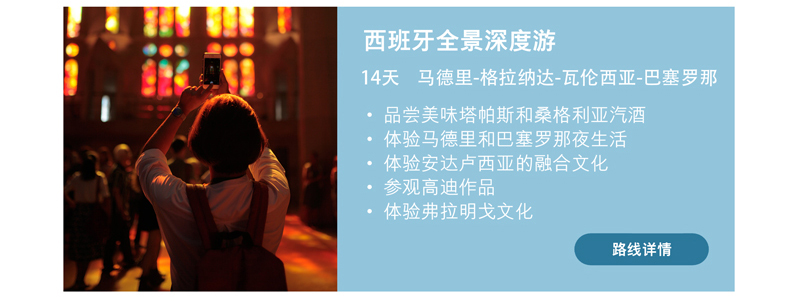 西班牙全景深度游
14天 马德里-格拉纳达-瓦伦西亚-巴塞罗那
• 品尝美味塔帕斯和桑格利亚汽酒
• 体验马德里和巴塞罗那夜生活
• 体验安达卢西亚的融合文化
• 参观高迪作品
• 体验弗拉明戈文化
路线详情